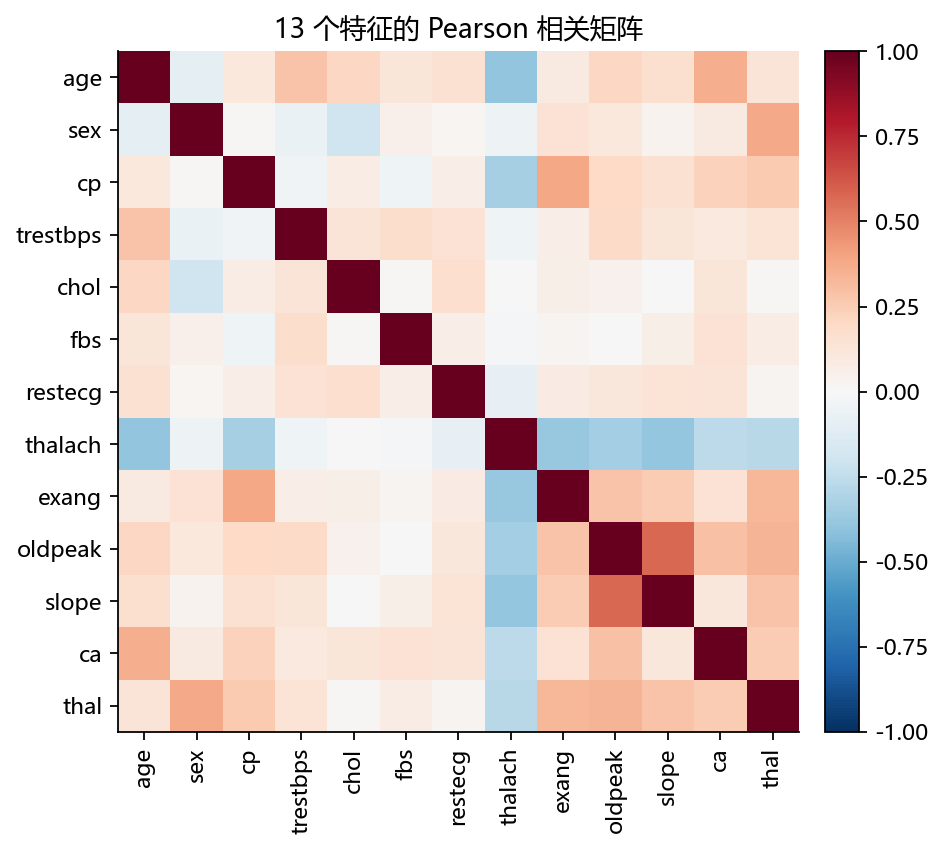 13 个特征的 Pearson 相关矩阵
age
sex
cp
trestbps
chol
fbs
restecg
thalach
exang
oldpeak
slope
ca
thal
age
sex
cp
trestbps
chol
fbs
restecg
thalach
exang
oldpeak
slope
ca
thal
1.00
0.75
0.50
0.25
0.00
-0.25
-0.50
-0.75
-1.00